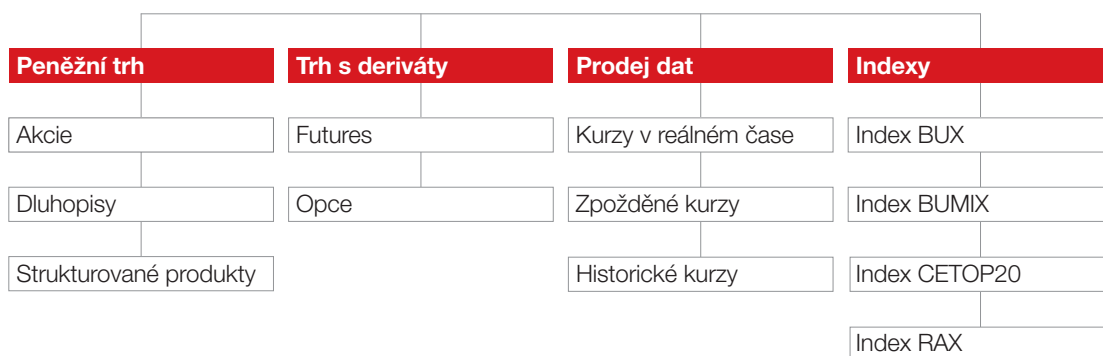 Peněžní trh
Akcie
Dluhopisy
Strukturované produkty
Trh s deriváty
Futures
Opce
Prodej dat
Kurzy v reálném čase
Zpožděné kurzy
Historické kurzy
Indexy
Index BUX
Index BUMIX
Index CETOP20
Index RAX